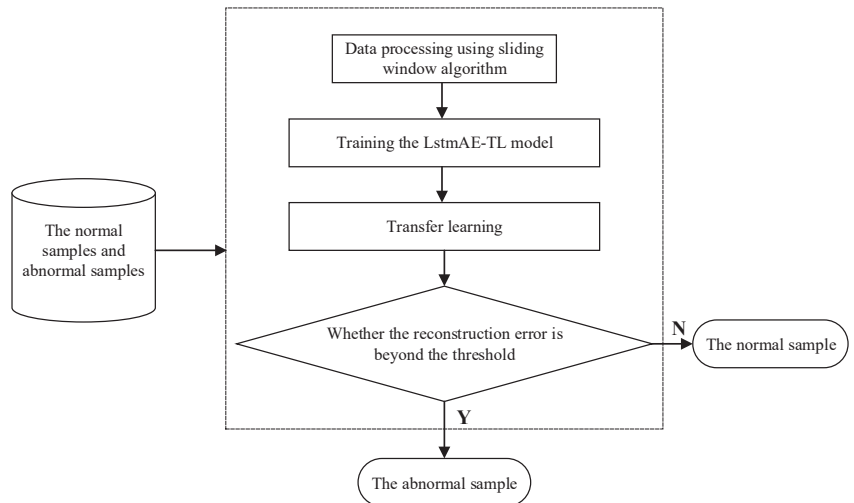 Data processing using sliding
window algorithm
Training the LstmAE-TL model
The normal
samples and
abnormal samples
Transfer learning
Whether the reconstruction error is
beyond the threshold
N
The normal sample
Y
The abnormal sample